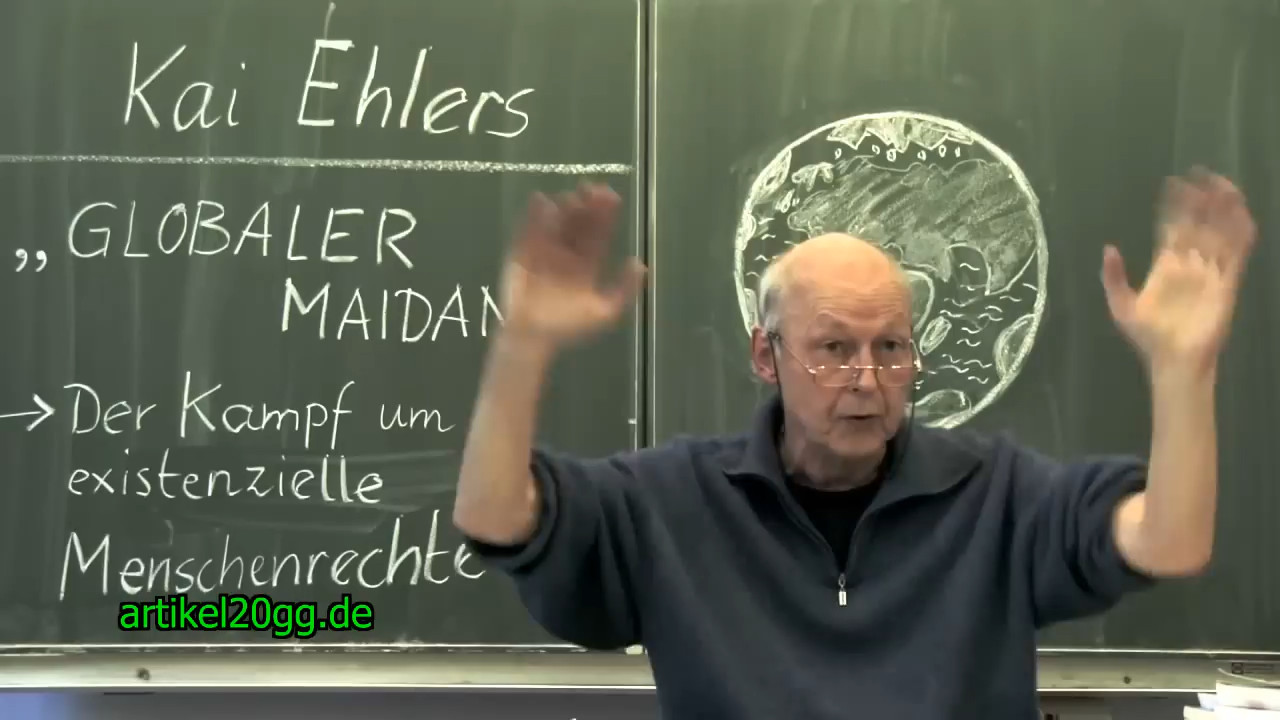 Kai Ehlers
„GLOBALER
MAIDAN
→ Der Kampf um
existenzielle
Menschenrechte
artikel20gg.de